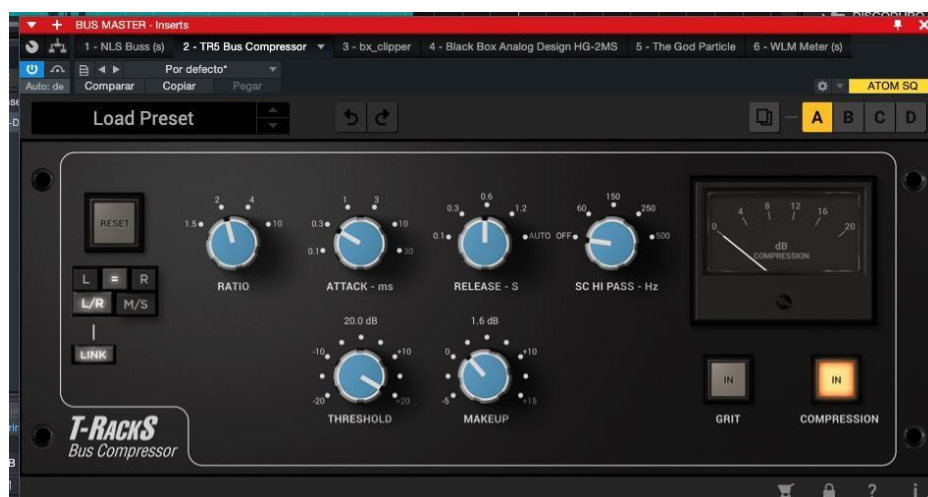 BUS MASTER - Inserts
1 - NLS Buss (s) 2 - TR5 Bus Compressor 3 - bx_clipper 4 - Black Box Analog Design HG-2MS 5 - The God Particle 6 - WLM Meter (s)
Por defecto*
Auto: de Comparar Copiar Pegar ATOM SQ
Load Preset A B C D
RESET
1.5 2 4 10
RATIO
0.1 0.3 1 3 10 30
ATTACK - ms
0.1 0.3 0.6 1.2 AUTO
RELEASE - S
OFF 60 150 250 500
SC HI PASS - Hz
0 4 8 12 16 20
dB
COMPRESSION
L = R
L/R M/S
LINK
20.0 dB
-20 -10 +10 +20
THRESHOLD
1.6 dB
-5 0 +10 +15
MAKEUP
IN
GRIT
IN
COMPRESSION
T-RackS
Bus Compressor
? i